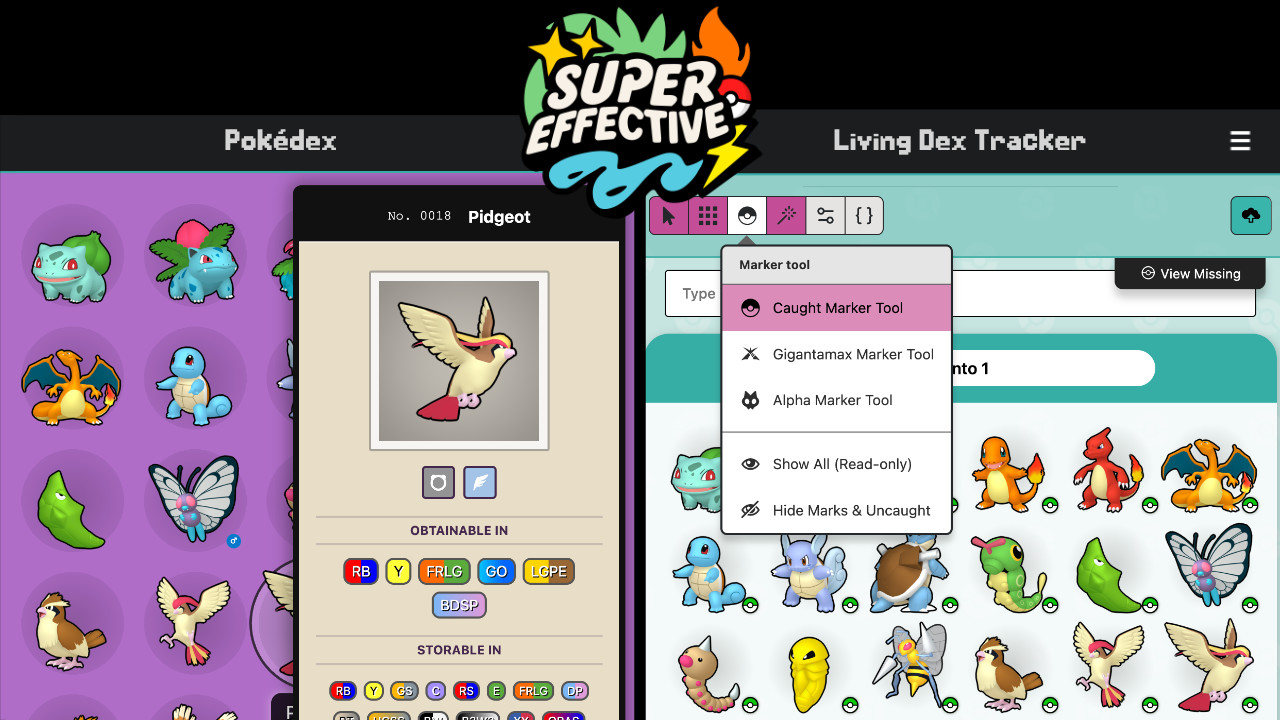 SUPER
EFFECTIVE
Pokédex
Living Dex Tracker
No. 0018 Pidgeot
OBTAINABLE IN
RB Y FRLG GO LGPE
BDSP
STORABLE IN
RB Y GS C RS E FRLG DP
XY ORAS
{ }
Marker tool
Caught Marker Tool
Gigantamax Marker Tool
Alpha Marker Tool
Show All (Read-only)
Hide Marks & Uncaught
View Missing
Type
nto 1